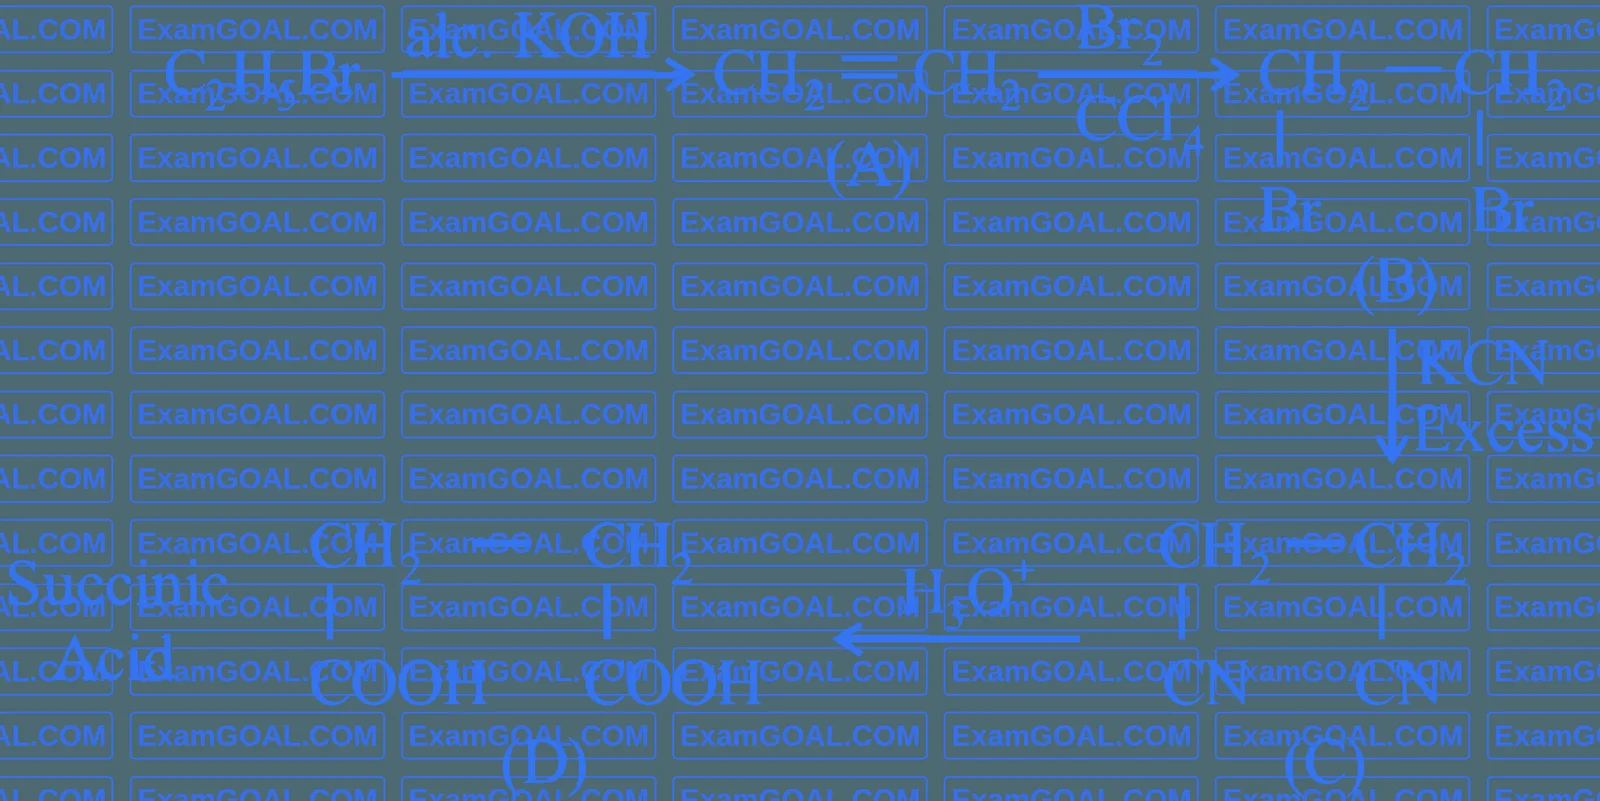 C2H5Br alc. KOH CH2 = CH2 Br2 CCl4 CH2 — CH2
(A)
Br Br
(B)
KCN
Excess
CH2 — CH2 CH2 — CH2
Succinic H3O+
Acid COOH COOH CN CN
(D) (C)
ExamGOAL.COM